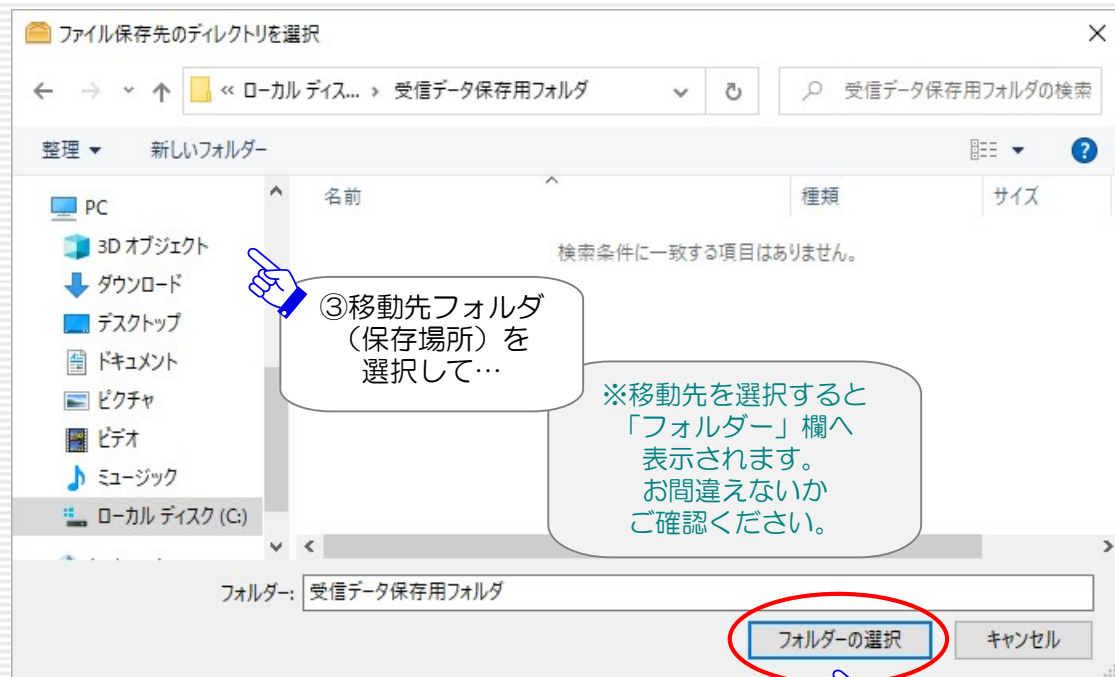 ファイル保存先のディレクトリを選択
« ローカル ディス... › 受信データ保存用フォルダ
受信データ保存用フォルダの検索
整理
新しいフォルダー
名前
種類
サイズ
PC
3D オブジェクト
ダウンロード
デスクトップ
ドキュメント
ピクチャ
ビデオ
ミュージック
ローカル ディスク (C:)
検索条件に一致する項目はありません。
③移動先フォルダ
（保存場所）を
選択して…
※移動先を選択すると
「フォルダー」欄へ
表示されます。
お間違えないか
ご確認ください。
フォルダー: 受信データ保存用フォルダ
フォルダーの選択
キャンセル